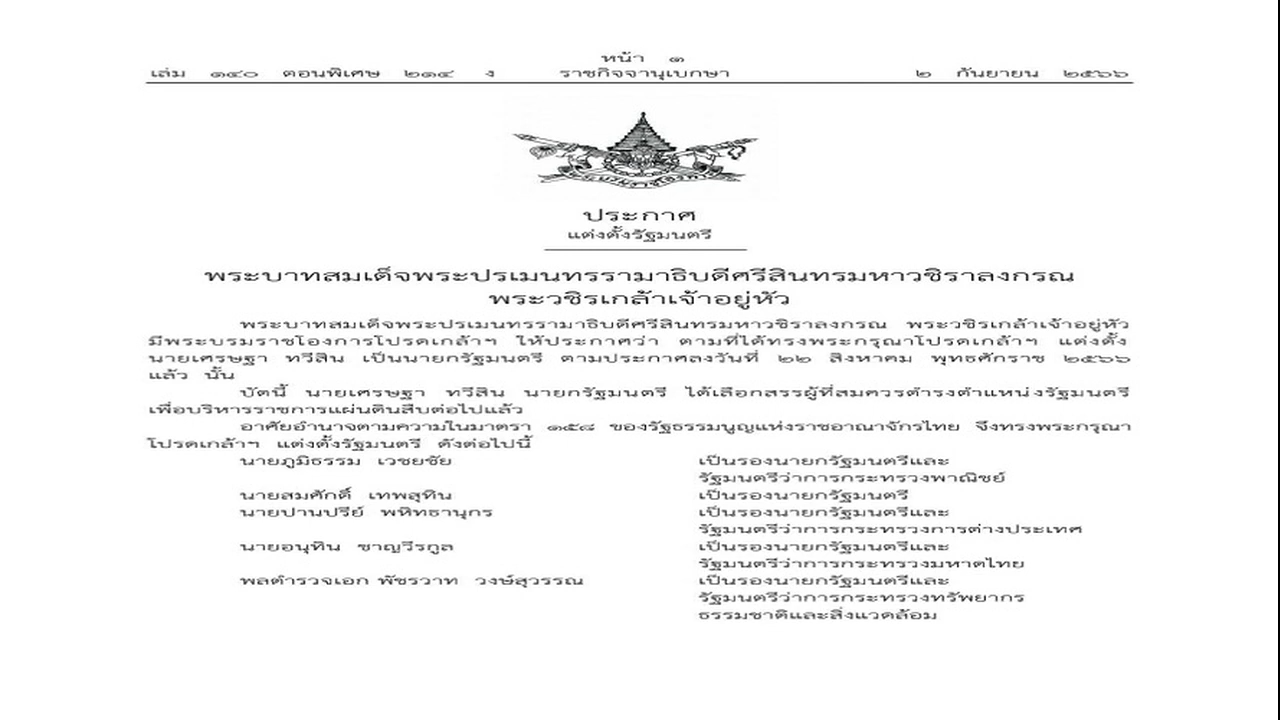 หน้า ๑
เล่ม ๑๔๐ ตอนพิเศษ ๒๑๔ ง ราชกิจจานุเบกษา ๒ กันยายน ๒๕๖๖
ประกาศ
แต่งตั้งรัฐมนตรี
พระบาทสมเด็จพระปรเมนทรรามาธิบดีศรีสินทรมหาวชิราลงกรณ
พระวชิรเกล้าเจ้าอยู่หัว
พระบาทสมเด็จพระปรเมนทรรามาธิบดีศรีสินทรมหาวชิราลงกรณ พระวชิรเกล้าเจ้าอยู่หัว
มีพระบรมราชโองการโปรดเกล้าฯ ให้ประกาศว่า ตามที่ได้ทรงพระกรุณาโปรดเกล้าฯ แต่งตั้ง
นายเศรษฐา ทวีสิน เป็นนายกรัฐมนตรี ตามประกาศลงวันที่ ๒๒ สิงหาคม พุทธศักราช ๒๕๖๖
แล้ว นั้น
บัดนี้ นายเศรษฐา ทวีสิน นายกรัฐมนตรี ได้เลือกสรรผู้ที่สมควรดำรงตำแหน่งรัฐมนตรี
เพื่อบริหารราชการแผ่นดินสืบต่อไปแล้ว
อาศัยอำนาจตามความในมาตรา ๑๕๘ ของรัฐธรรมนูญแห่งราชอาณาจักรไทย จึงทรงพระกรุณา
โปรดเกล้าฯ แต่งตั้งรัฐมนตรี ดังต่อไปนี้
นายภูมิธรรม เวชยชัย เป็นรองนายกรัฐมนตรีและ
รัฐมนตรีว่าการกระทรวงพาณิชย์
นายสมศักดิ์ เทพสุทิน เป็นรองนายกรัฐมนตรี
นายปานปรีย์ พหิทธานุกร เป็นรองนายกรัฐมนตรีและ
รัฐมนตรีว่าการกระทรวงการต่างประเทศ
นายอนุทิน ชาญวีรกูล เป็นรองนายกรัฐมนตรีและ
รัฐมนตรีว่าการกระทรวงมหาดไทย
พลตำรวจเอก พัชรวาท วงษ์สุวรรณ เป็นรองนายกรัฐมนตรีและ
รัฐมนตรีว่าการกระทรวงทรัพยากร
ธรรมชาติและสิ่งแวดล้อม